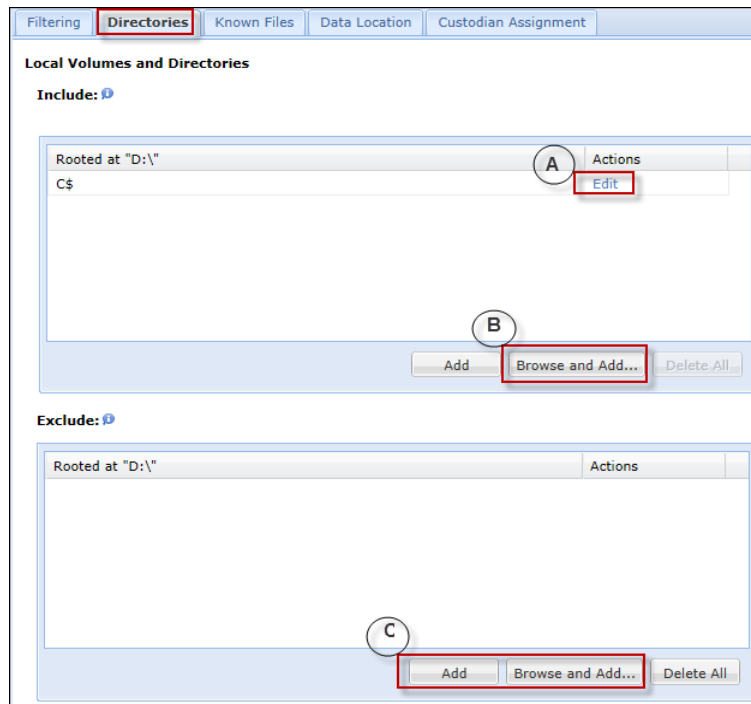 Filtering Directories Known Files Data Location Custodian Assignment
Local Volumes and Directories
Include:
Rooted at "D:\" Actions
A
C$ Edit
B
Add Browse and Add... Delete All
Exclude:
Rooted at "D:\" Actions
C
Add Browse and Add... Delete All